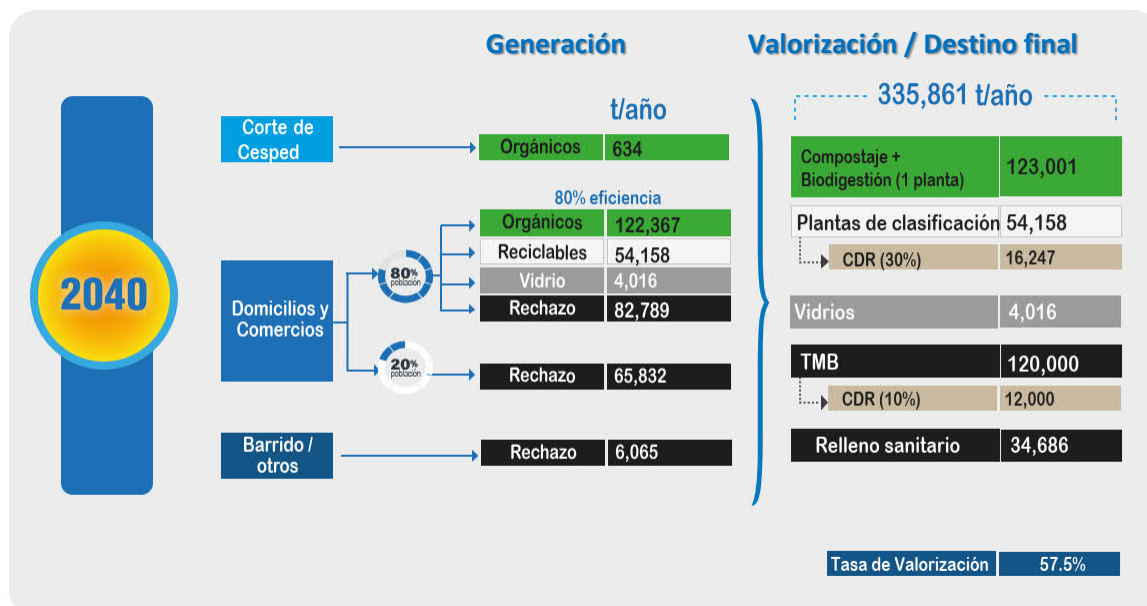 Generación
Valorización / Destino final
2040
t/año
335,861 t/año
Corte de
Cesped
Orgánicos 634
80% eficiencia
Orgánicos 122,367
Reciclables 54,158
Vidrio 4,016
Rechazo 82,789
Domicilios y
Comercios
80%
población
20%
población
Rechazo 65,832
Barrido /
otros
Rechazo 6,065
Compostaje +
Biodigestión (1 planta) 123,001
Plantas de clasificación 54,158
CDR (30%) 16,247
Vidrios 4,016
TMB 120,000
CDR (10%) 12,000
Relleno sanitario 34,686
Tasa de Valorización 57.5%